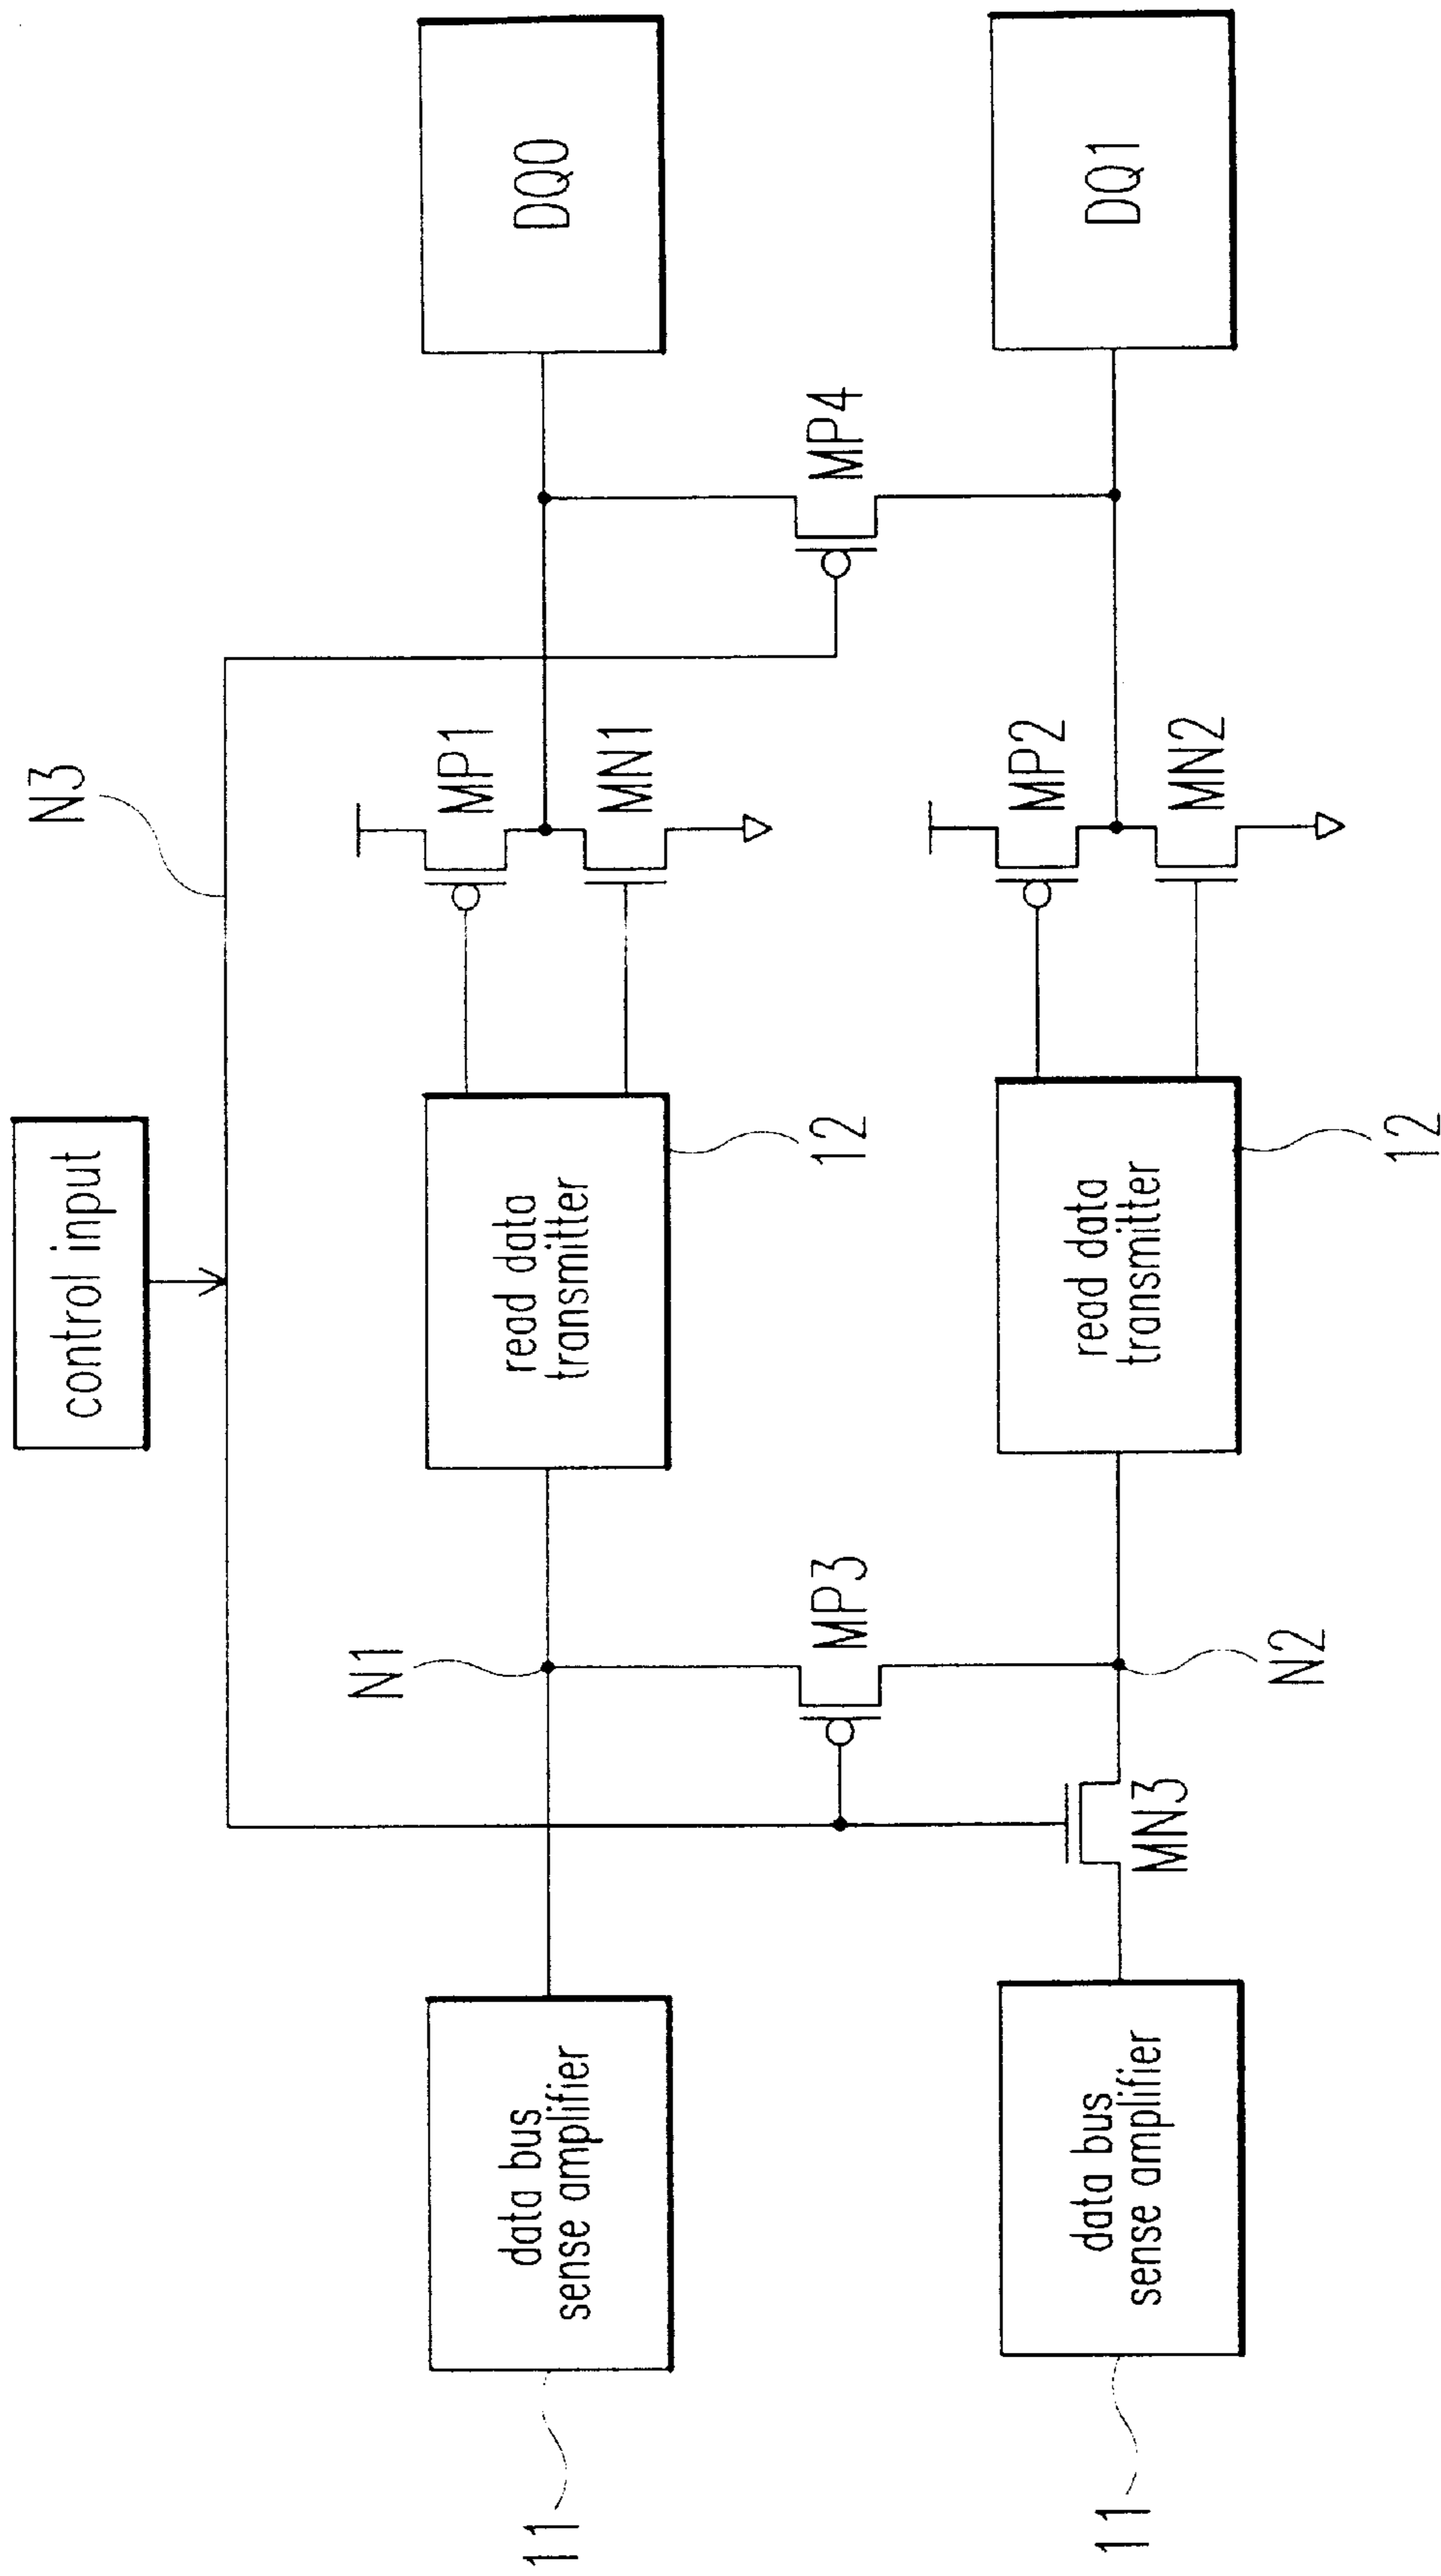 control input
N3
data bus
sense amplifier
11
N1
read data
transmitter
12
MP1
MN1
DQ0
MP3
MP4
data bus
sense amplifier
11
MN3
N2
read data
transmitter
12
MP2
MN2
DQ1